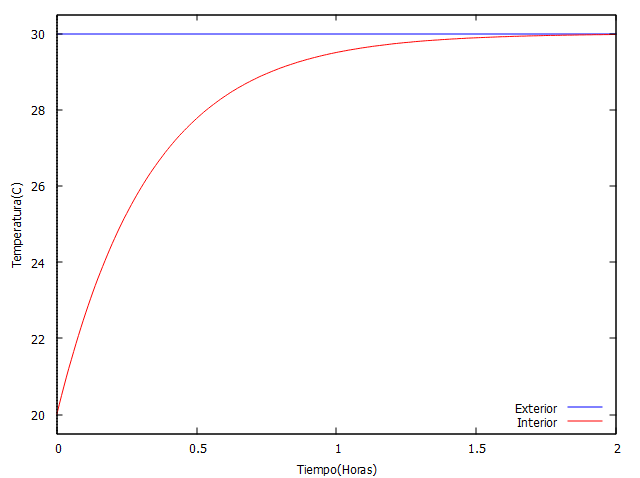 30
28
26
24
22
20
Temperatura(C)
Exterior
Interior
0 0.5 1 1.5 2
Tiempo(Horas)